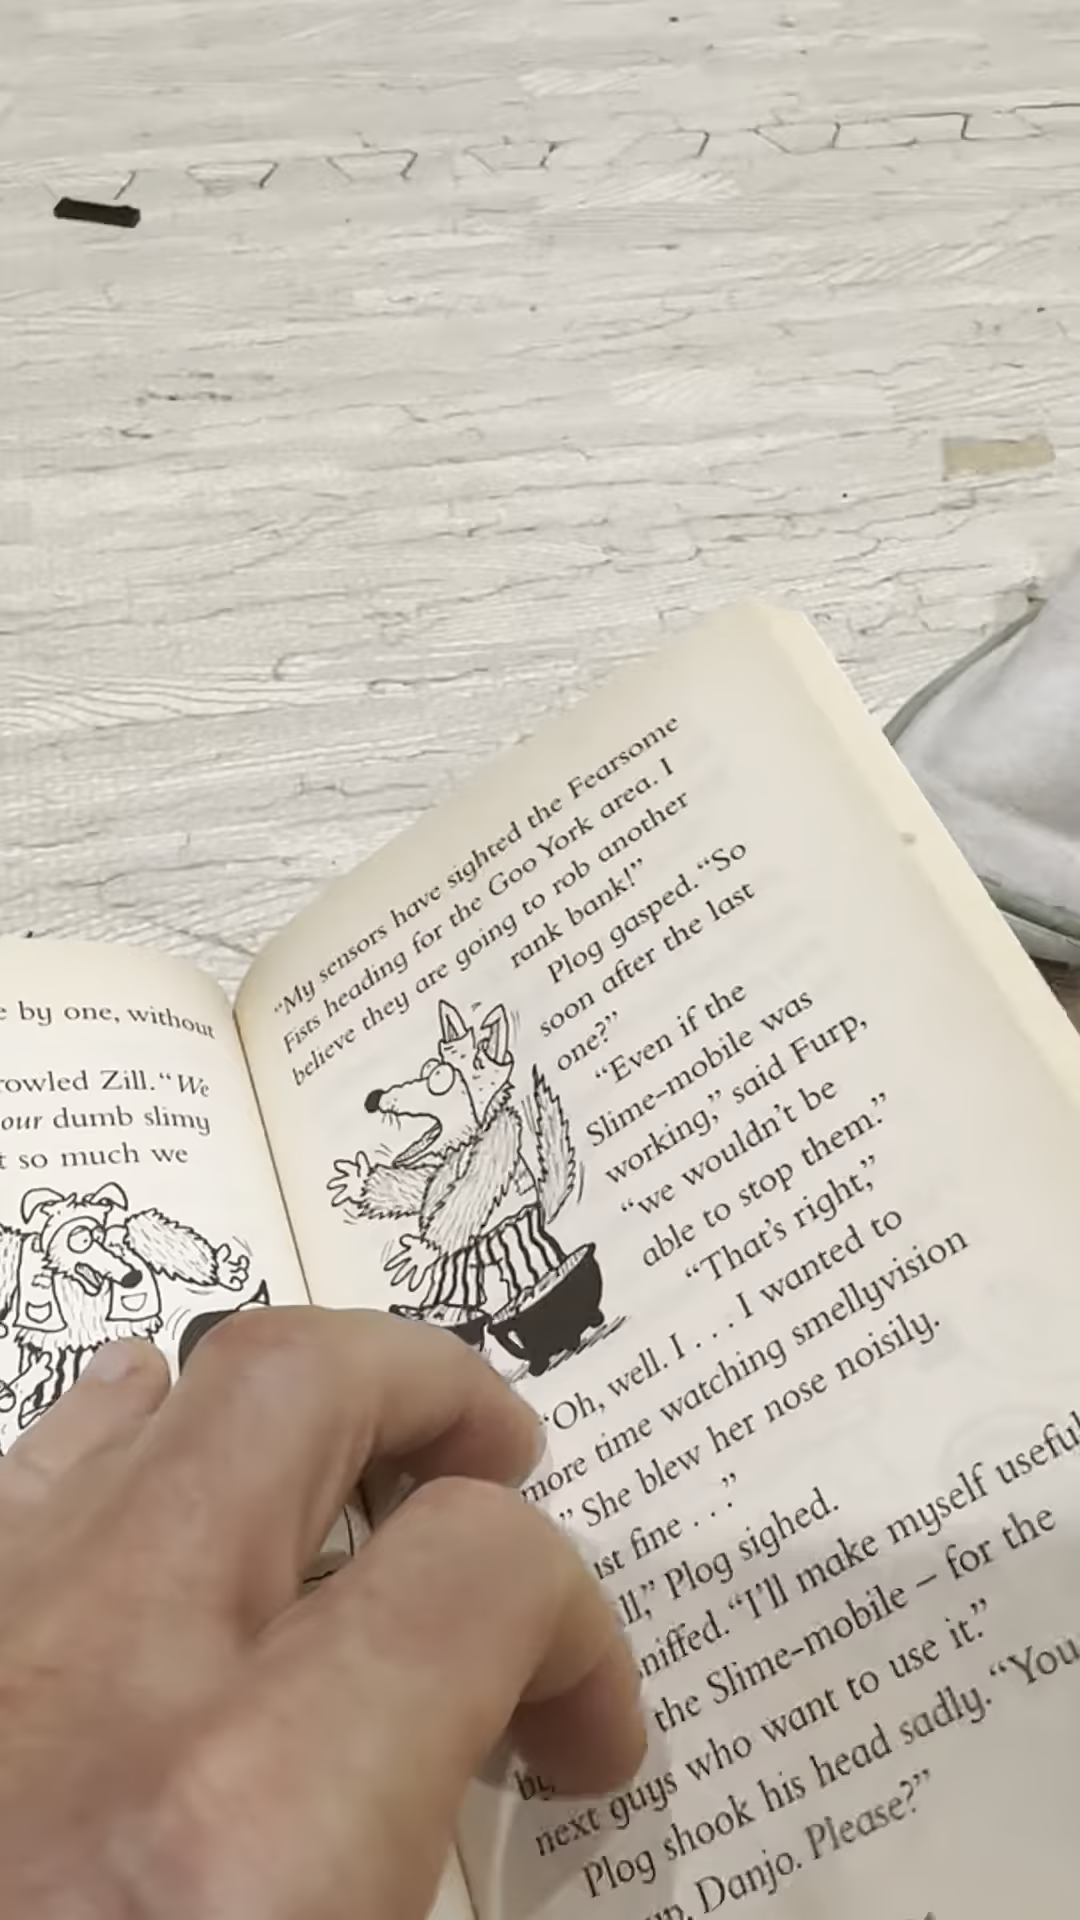 e by one, without
rowled Zill. “We
our dumb slimy
t so much we
“My sensors have sighted the Fearsome
Fists heading for the Goo York area. I
believe they are going to rob another
rank bank!”
Plog gasped. “So
soon after the last
one?”
“Even if the
Slime-mobile was
working,” said Furp,
“we wouldn’t be
able to stop them.”
“That’s right,”
“Oh, well. I . . . I wanted to
more time watching smellyvision
” She blew her nose noisily.
ust fine . . .”
ll,” Plog sighed.
sniffed. “I’ll make myself useful
the Slime-mobile – for the
next guys who want to use it.”
Plog shook his head sadly. “You
Danjo. Please?”